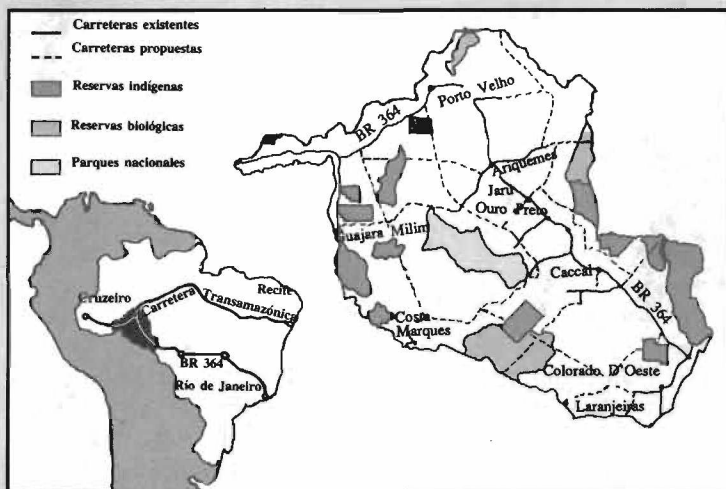 Carreteras existentes
Carreteras propuestas
Reservas indígenas
Reservas biológicas
Parques nacionales
Porto Velho
BR 364
Ariquemes
Jaru
Ouro Preto
Guajara Milim
Caccal
BR 364
Costa
Marques
Colorado D'Oeste
Laranjeiras
Recife
Cruzeiro
Carretera
Transamazónica
BR 364
Río de Janeiro